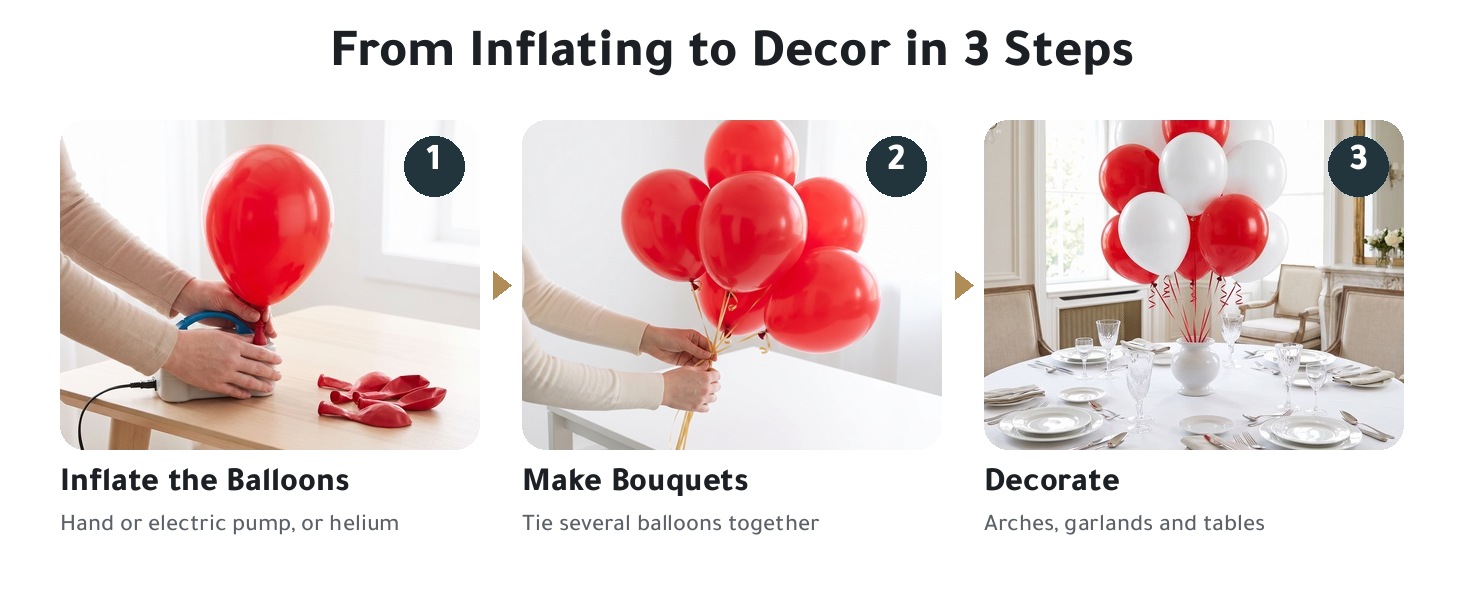 From Inflating to Decor in 3 Steps
1
2
3
Inflate the Balloons
Hand or electric pump, or helium
Make Bouquets
Tie several balloons together
Decorate
Arches, garlands and tables